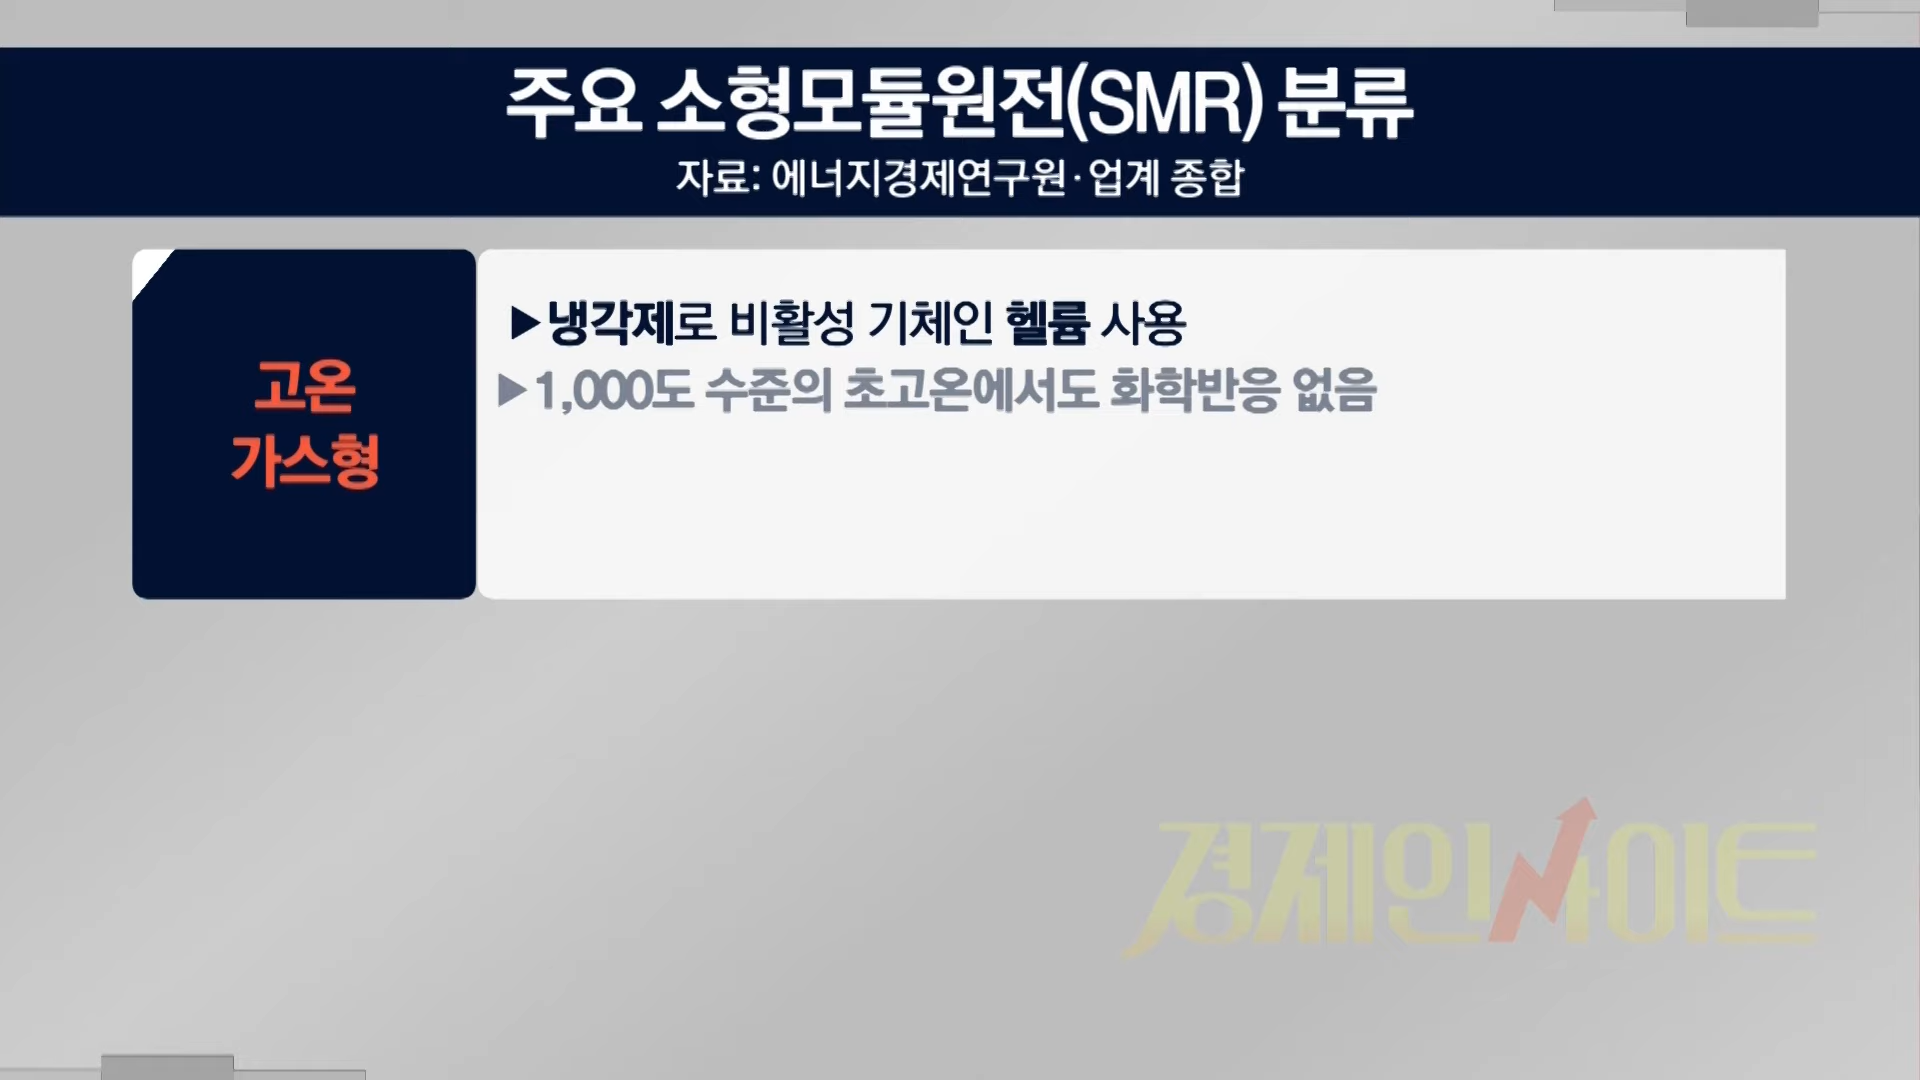 주요 소형모듈원전(SMR) 분류
자료: 에너지경제연구원·업계 종합
고온
가스형
▶냉각제로 비활성 기체인 헬륨 사용
▶1,000도 수준의 초고온에서도 화학반응 없음
경제인사이트